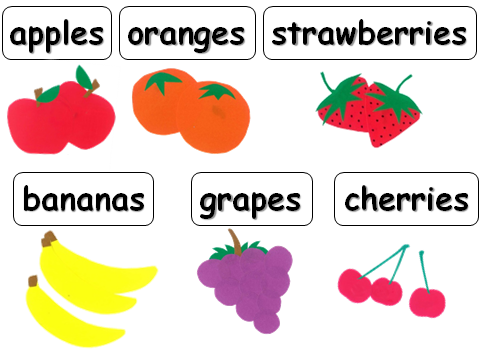 apples oranges strawberries
bananas grapes cherries